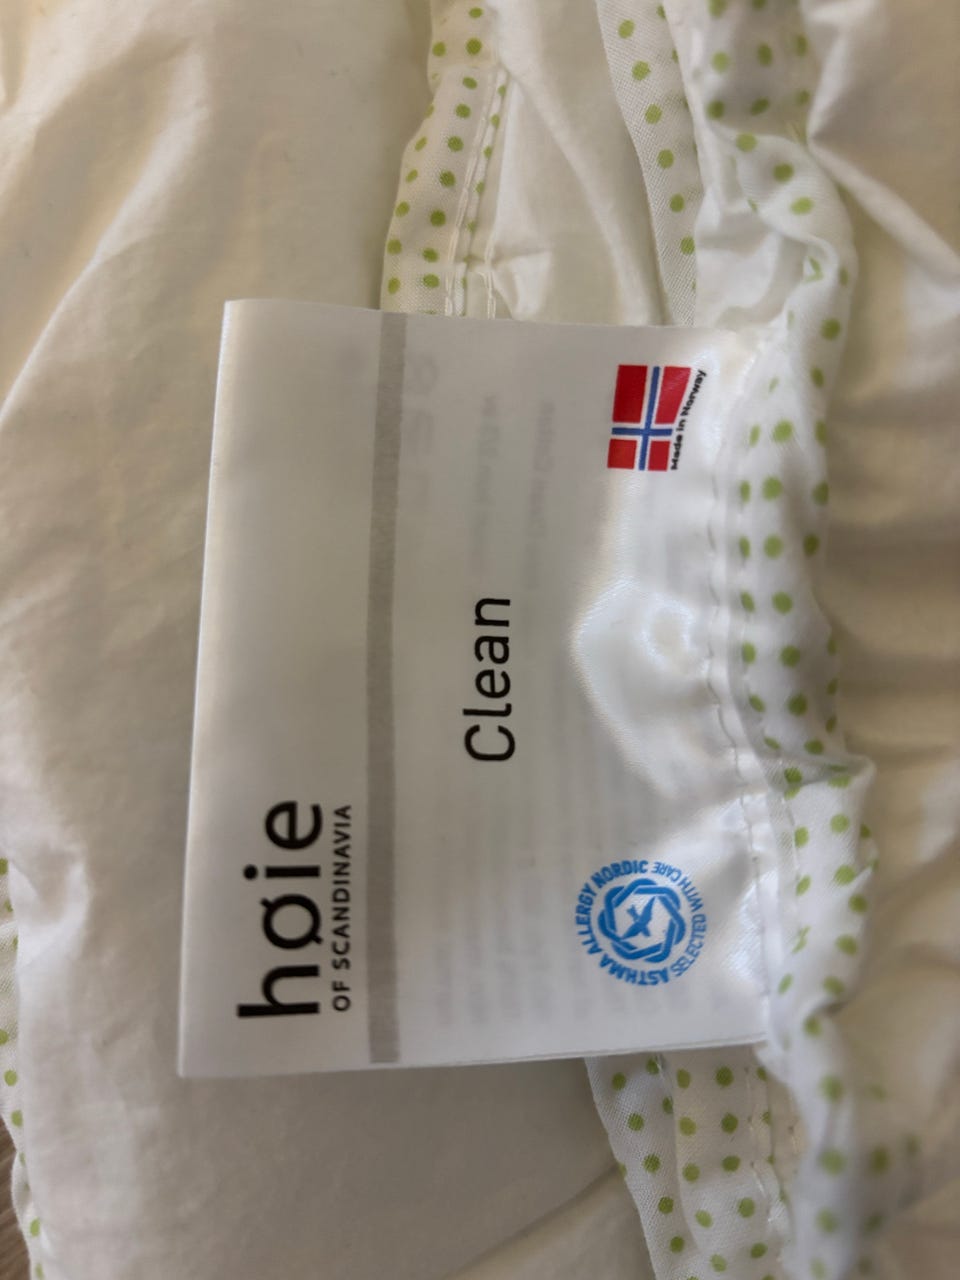 høie
OF SCANDINAVIA
Clean
ASTHMA ALLERGY NORDIC
SELECTED WITH CARE
Made in Norway